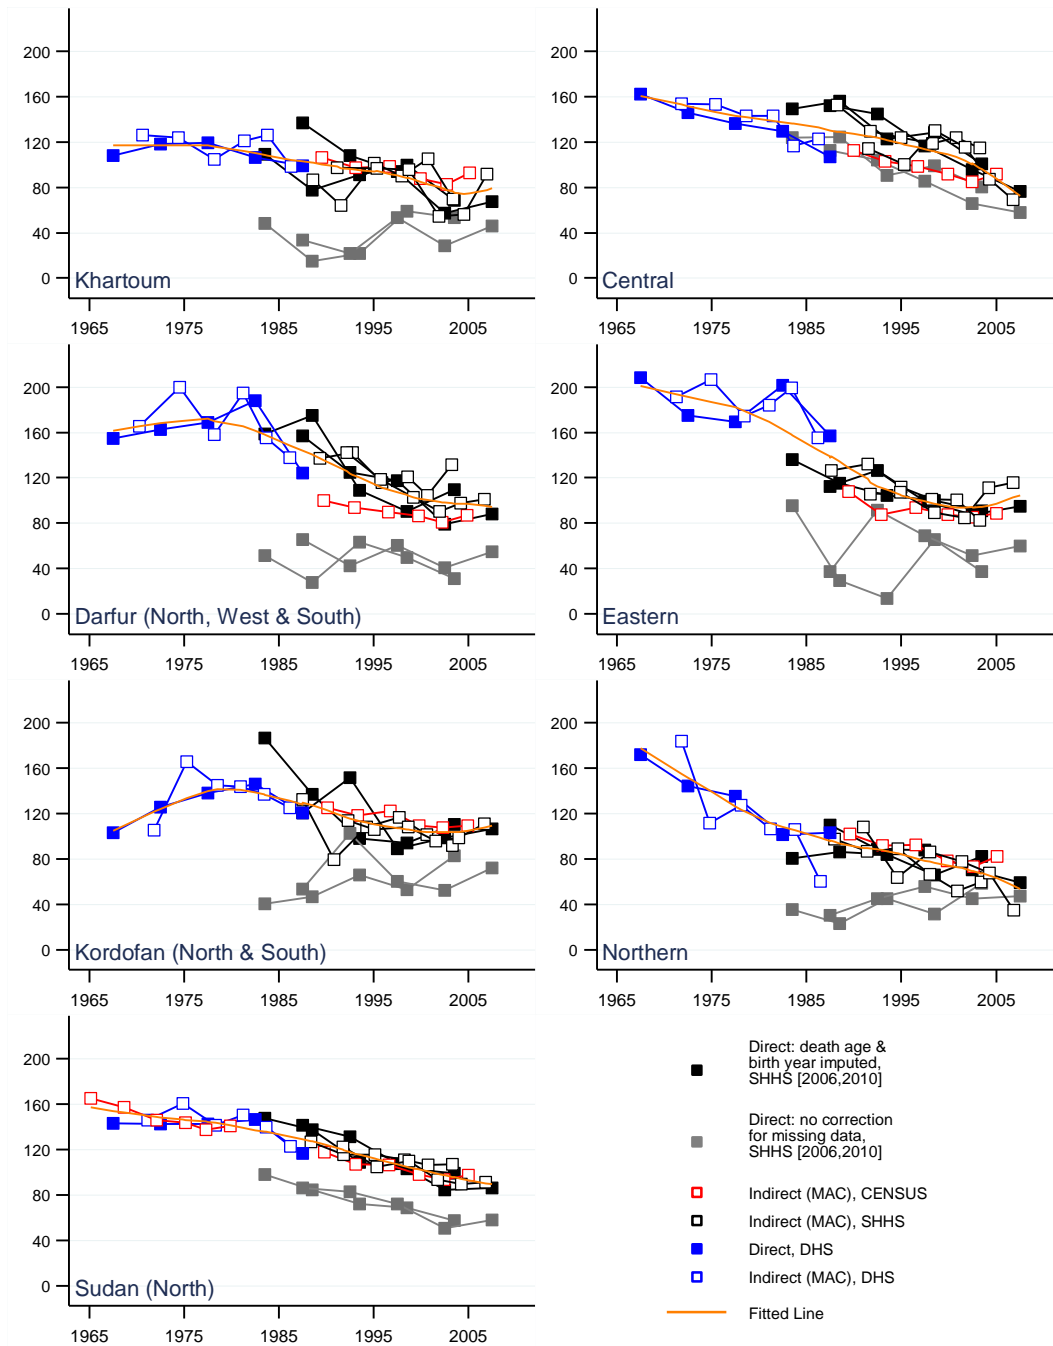 200
160
120
80
40
0
Khartoum
1965 1975 1985 1995 2005
200
160
120
80
40
0
Central
1965 1975 1985 1995 2005
200
160
120
80
40
0
Darfur (North, West & South)
1965 1975 1985 1995 2005
200
160
120
80
40
0
Eastern
1965 1975 1985 1995 2005
200
160
120
80
40
0
Kordofan (North & South)
1965 1975 1985 1995 2005
200
160
120
80
40
0
Northern
1965 1975 1985 1995 2005
200
160
120
80
40
0
Sudan (North)
1965 1975 1985 1995 2005
Direct: death age &
birth year imputed,
SHHS [2006,2010]
Direct: no correction
for missing data,
SHHS [2006,2010]
Indirect (MAC), CENSUS
Indirect (MAC), SHHS
Direct, DHS
Indirect (MAC), DHS
Fitted Line